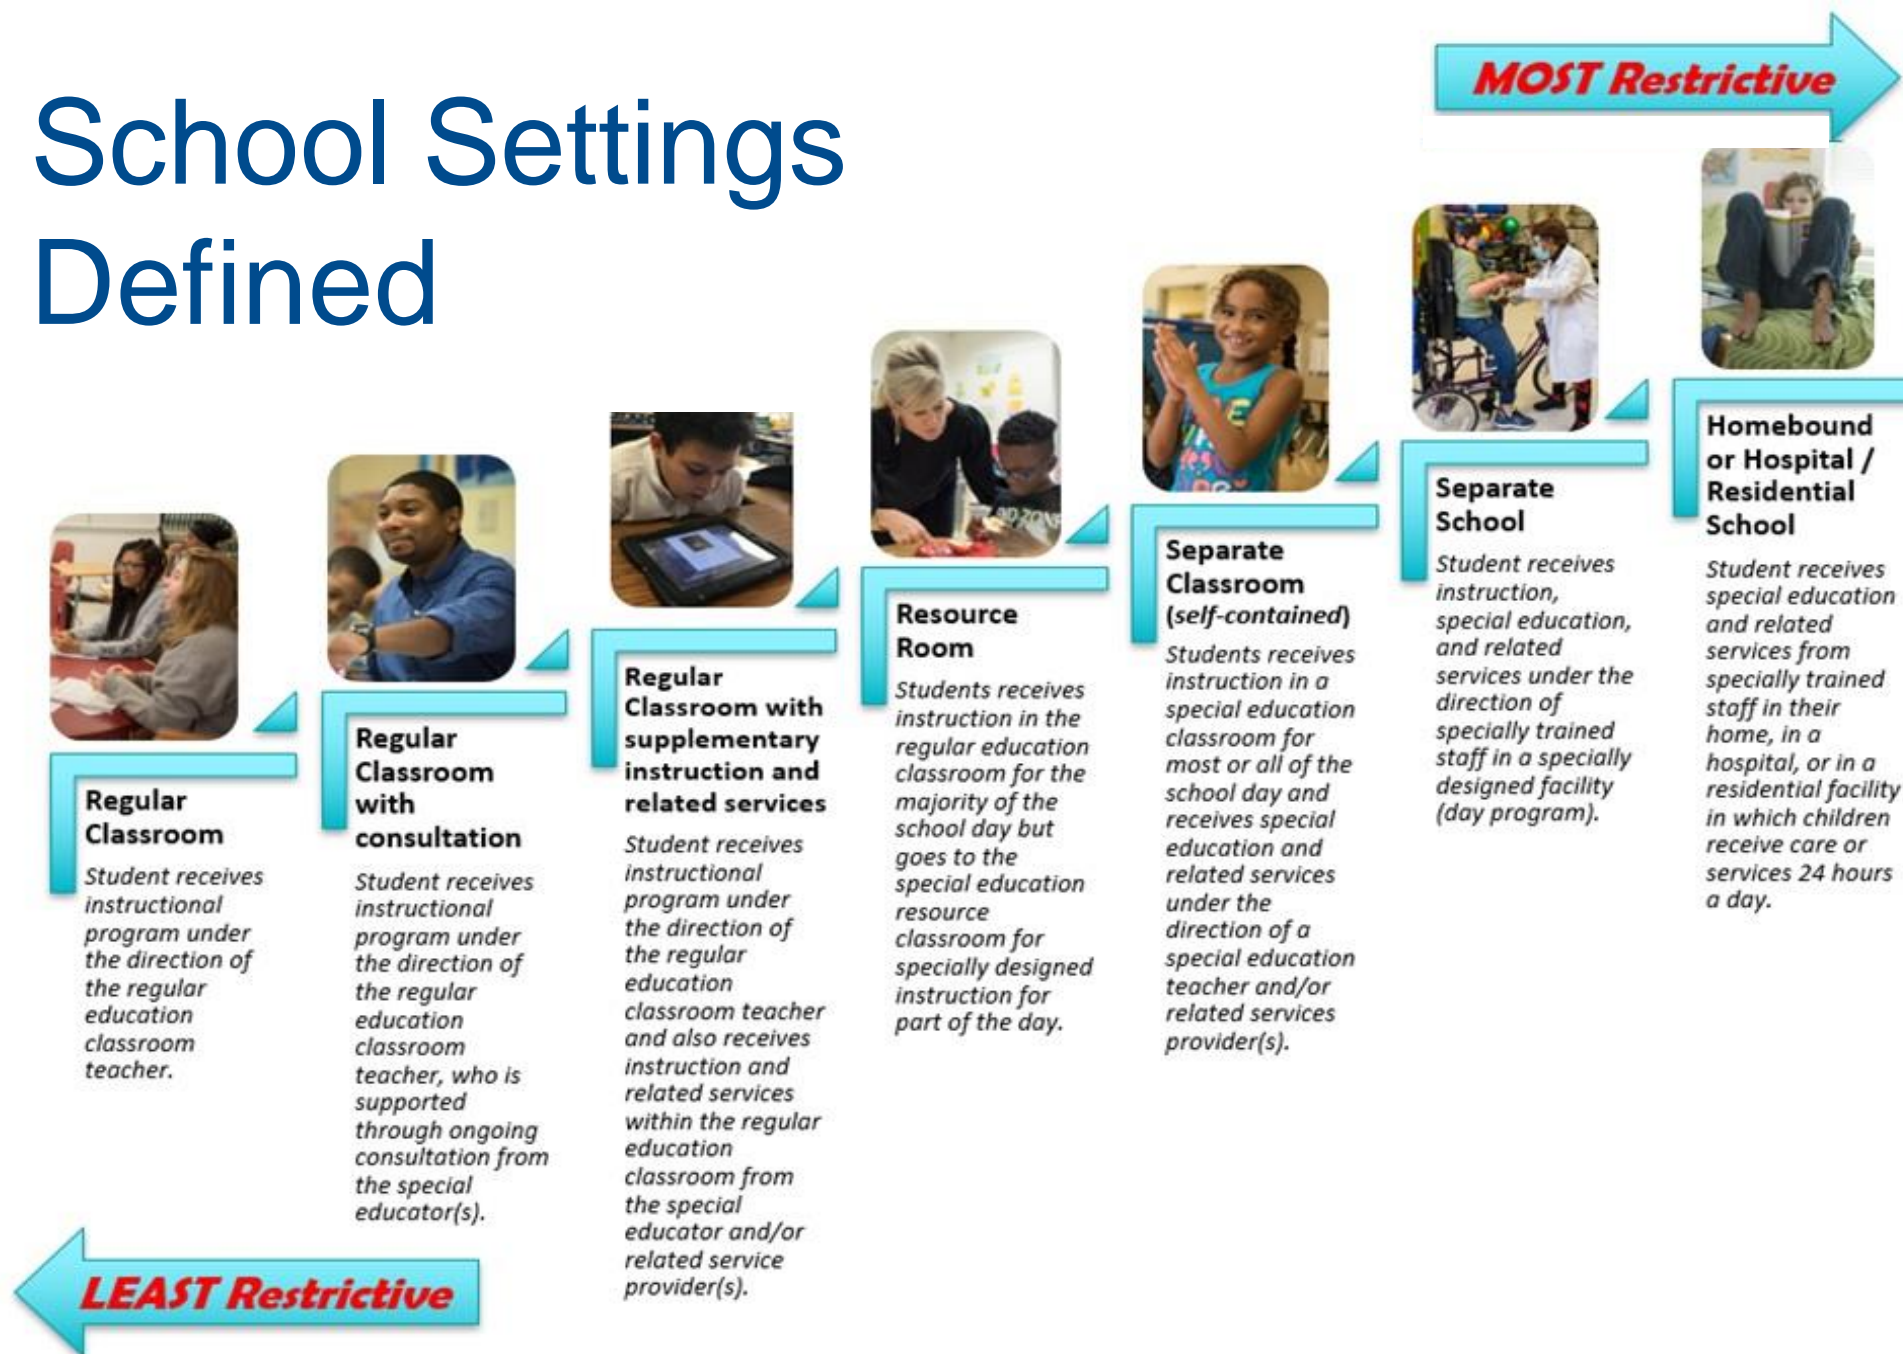 School Settings
Defined
MOST Restrictive
Regular
Classroom
Student receives
instructional
program under
the direction of
the regular
education
classroom
teacher.
Regular
Classroom
with
consultation
Student receives
instructional
program under
the direction of
the regular
education
classroom
teacher, who is
supported
through ongoing
consultation from
the special
educator(s).
Regular
Classroom with
supplementary
instruction and
related services
Student receives
instructional
program under
the direction of
the regular
education
classroom teacher
and also receives
instruction and
related services
within the regular
education
classroom from
the special
educator and/or
related service
provider(s).
Resource
Room
Students receives
instruction in the
regular education
classroom for the
majority of the
school day but
goes to the
special education
resource
classroom for
specially designed
instruction for
part of the day.
Separate
Classroom
(self-contained)
Students receives
instruction in a
special education
classroom for
most or all of the
school day and
receives special
education and
related services
under the
direction of a
special education
teacher and/or
related services
provider(s).
Separate
School
Student receives
instruction,
special education,
and related
services under the
direction of
specially trained
staff in a specially
designed facility
(day program).
Homebound
or Hospital /
Residential
School
Student receives
special education
and related
services from
specially trained
staff in their
home, in a
hospital, or in a
residential facility
in which children
receive care or
services 24 hours
a day.
LEAST Restrictive